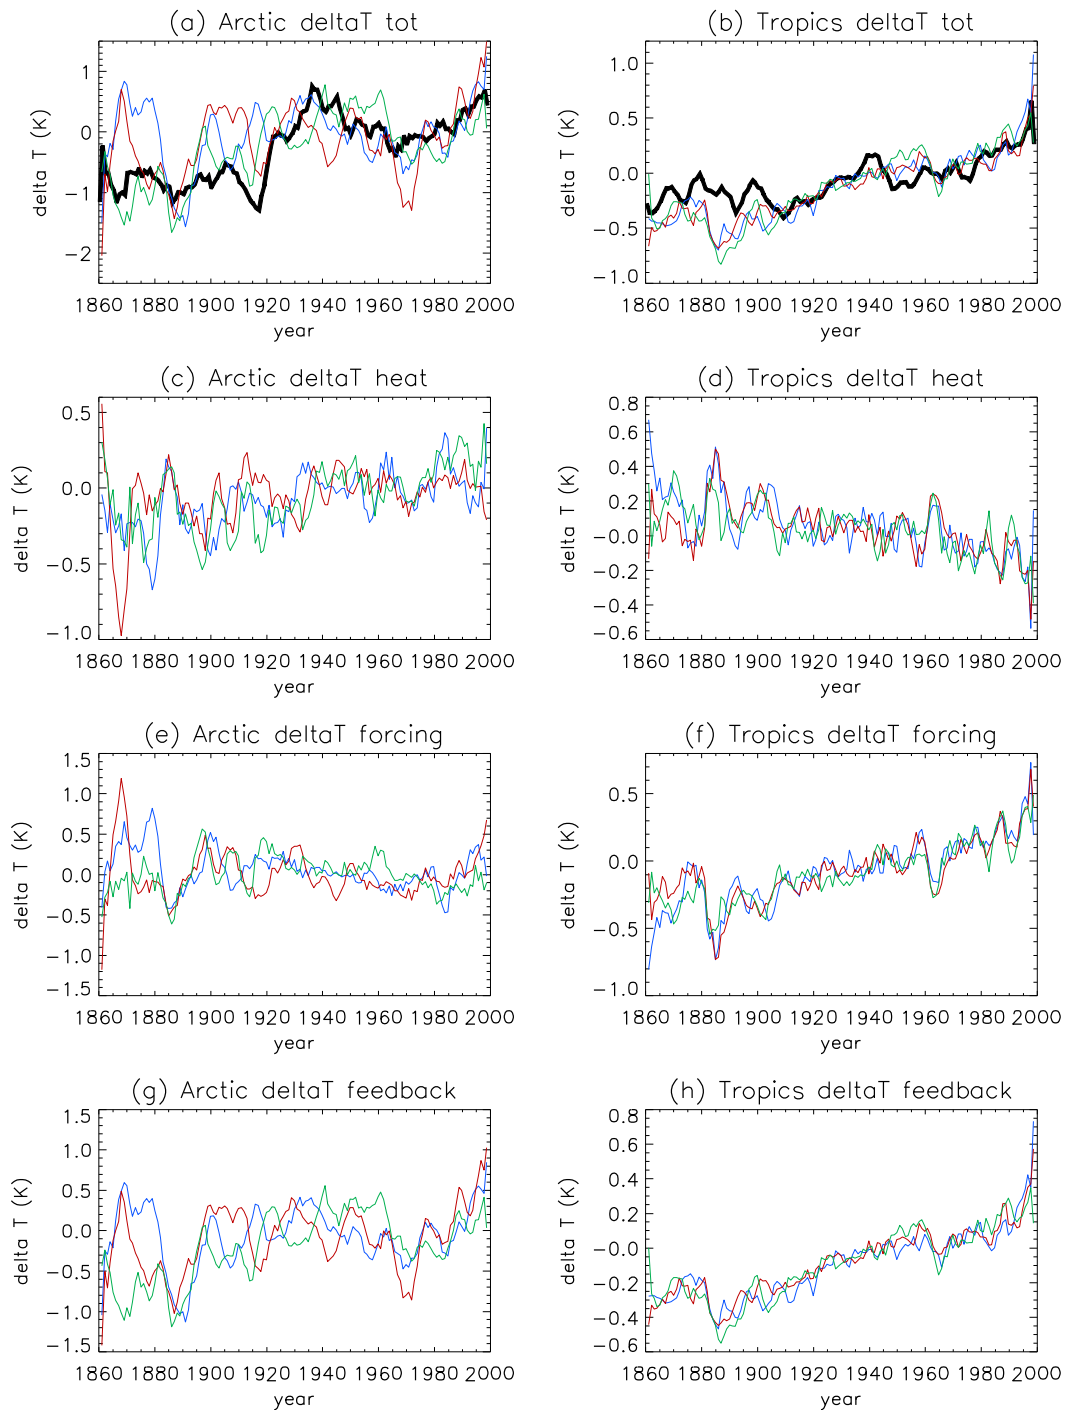 (a) Arctic deltaT tot
delta T (K)
1
0
−1
−2
1860 1880 1900 1920 1940 1960 1980 2000
year
(b) Tropics deltaT tot
delta T (K)
1.0
0.5
0.0
−0.5
−1.0
1860 1880 1900 1920 1940 1960 1980 2000
year
(c) Arctic deltaT heat
delta T (K)
0.5
0.0
−0.5
−1.0
1860 1880 1900 1920 1940 1960 1980 2000
year
(d) Tropics deltaT heat
delta T (K)
0.8
0.6
0.4
0.2
−0.0
−0.2
−0.4
−0.6
1860 1880 1900 1920 1940 1960 1980 2000
year
(e) Arctic deltaT forcing
delta T (K)
1.5
1.0
0.5
0.0
−0.5
−1.0
−1.5
1860 1880 1900 1920 1940 1960 1980 2000
year
(f) Tropics deltaT forcing
delta T (K)
0.5
0.0
−0.5
−1.0
1860 1880 1900 1920 1940 1960 1980 2000
year
(g) Arctic deltaT feedback
delta T (K)
1.5
1.0
0.5
0.0
−0.5
−1.0
−1.5
1860 1880 1900 1920 1940 1960 1980 2000
year
(h) Tropics deltaT feedback
delta T (K)
0.8
0.6
0.4
0.2
−0.0
−0.2
−0.4
−0.6
1860 1880 1900 1920 1940 1960 1980 2000
year